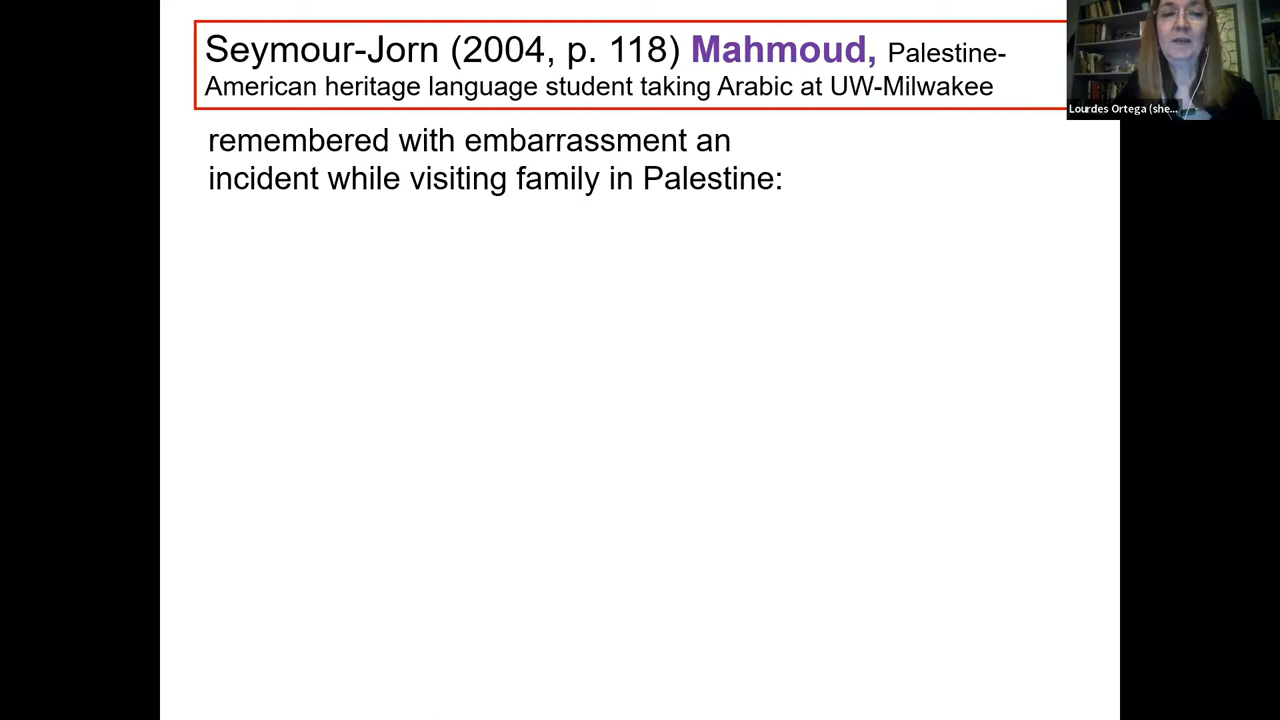 Seymour-Jorn (2004, p. 118) Mahmoud, Palestine-
American heritage language student taking Arabic at UW-Milwakee
remembered with embarrassment an
incident while visiting family in Palestine:
Lourdes Ortega (she...